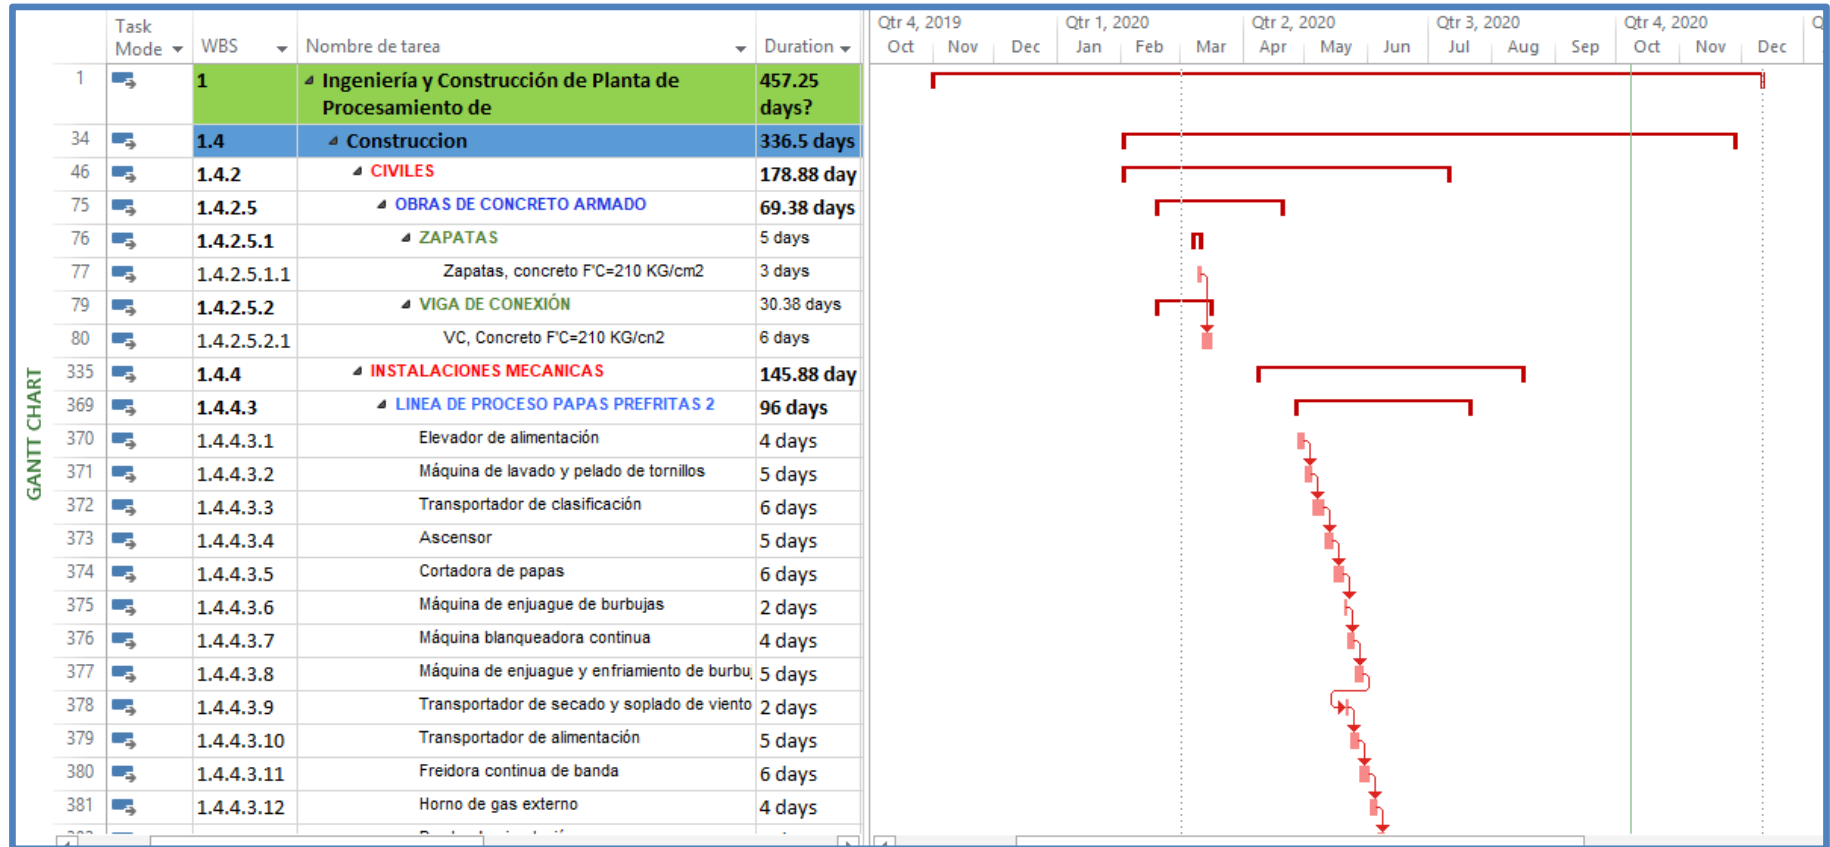 Task Mode WBS Nombre de tarea Duration
Qtr 4, 2019 Qtr 1, 2020 Qtr 2, 2020 Qtr 3, 2020 Qtr 4, 2020 Q
Oct Nov Dec Jan Feb Mar Apr May Jun Jul Aug Sep Oct Nov Dec
GANTT CHART
1 1 Ingeniería y Construcción de Planta de Procesamiento de 457.25 days?
34 1.4 Construccion 336.5 days
46 1.4.2 CIVILES 178.88 day
75 1.4.2.5 OBRAS DE CONCRETO ARMADO 69.38 days
76 1.4.2.5.1 ZAPATAS 5 days
77 1.4.2.5.1.1 Zapatas, concreto F'C=210 KG/cm2 3 days
79 1.4.2.5.2 VIGA DE CONEXIÓN 30.38 days
80 1.4.2.5.2.1 VC, Concreto F'C=210 KG/cn2 6 days
335 1.4.4 INSTALACIONES MECANICAS 145.88 day
369 1.4.4.3 LINEA DE PROCESO PAPAS PREFRITAS 2 96 days
370 1.4.4.3.1 Elevador de alimentación 4 days
371 1.4.4.3.2 Máquina de lavado y pelado de tornillos 5 days
372 1.4.4.3.3 Transportador de clasificación 6 days
373 1.4.4.3.4 Ascensor 5 days
374 1.4.4.3.5 Cortadora de papas 6 days
375 1.4.4.3.6 Máquina de enjuague de burbujas 2 days
376 1.4.4.3.7 Máquina blanqueadora continua 4 days
377 1.4.4.3.8 Máquina de enjuague y enfriamiento de burbuj 5 days
378 1.4.4.3.9 Transportador de secado y soplado de viento 2 days
379 1.4.4.3.10 Transportador de alimentación 5 days
380 1.4.4.3.11 Freidora continua de banda 6 days
381 1.4.4.3.12 Horno de gas externo 4 days